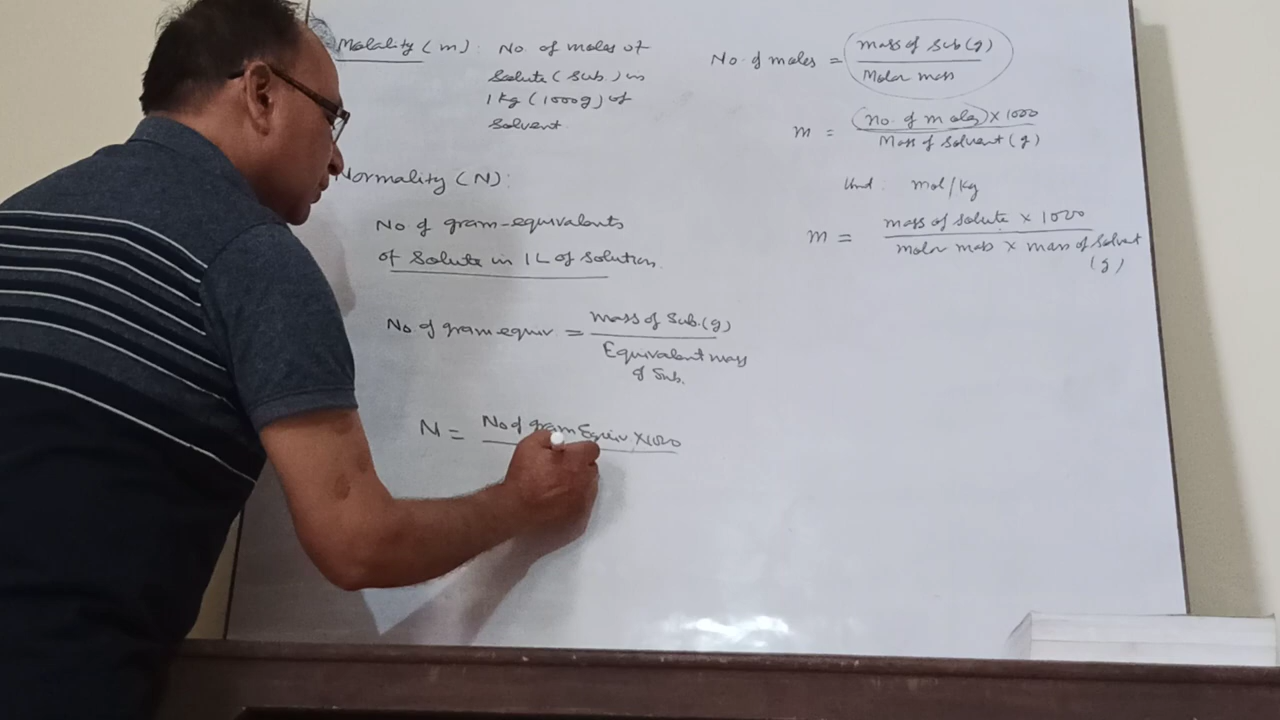 Molality (m): No of moles of
Solute (Sub.) in
1 Kg (1000g) of
Solvent
Normality (N):
No of gram-equivalents
of Solute in 1L of Solution.
No of gram equiv = Mass of Sub.(g)
Equivalent mass
of Sub.
N = No of gram Equiv. X1000
No. of moles = mass of Sub(g)
Molar mass
m = (no. of moles) x 1000
Mass of Solvent (g)
Unit: mol/kg
m = mass of Solute x 1000
molar mass x mass of Solvent
(g)